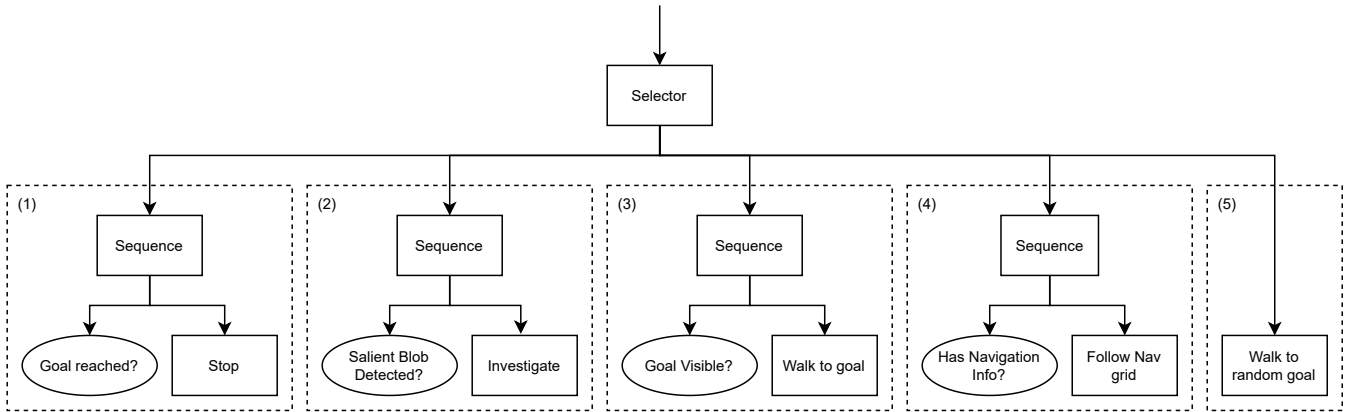 Selector
(1)
Sequence
Goal reached?
Stop
(2)
Sequence
Salient Blob
Detected?
Investigate
(3)
Sequence
Goal Visible?
Walk to goal
(4)
Sequence
Has Navigation
Info?
Follow Nav
grid
(5)
Walk to
random goal